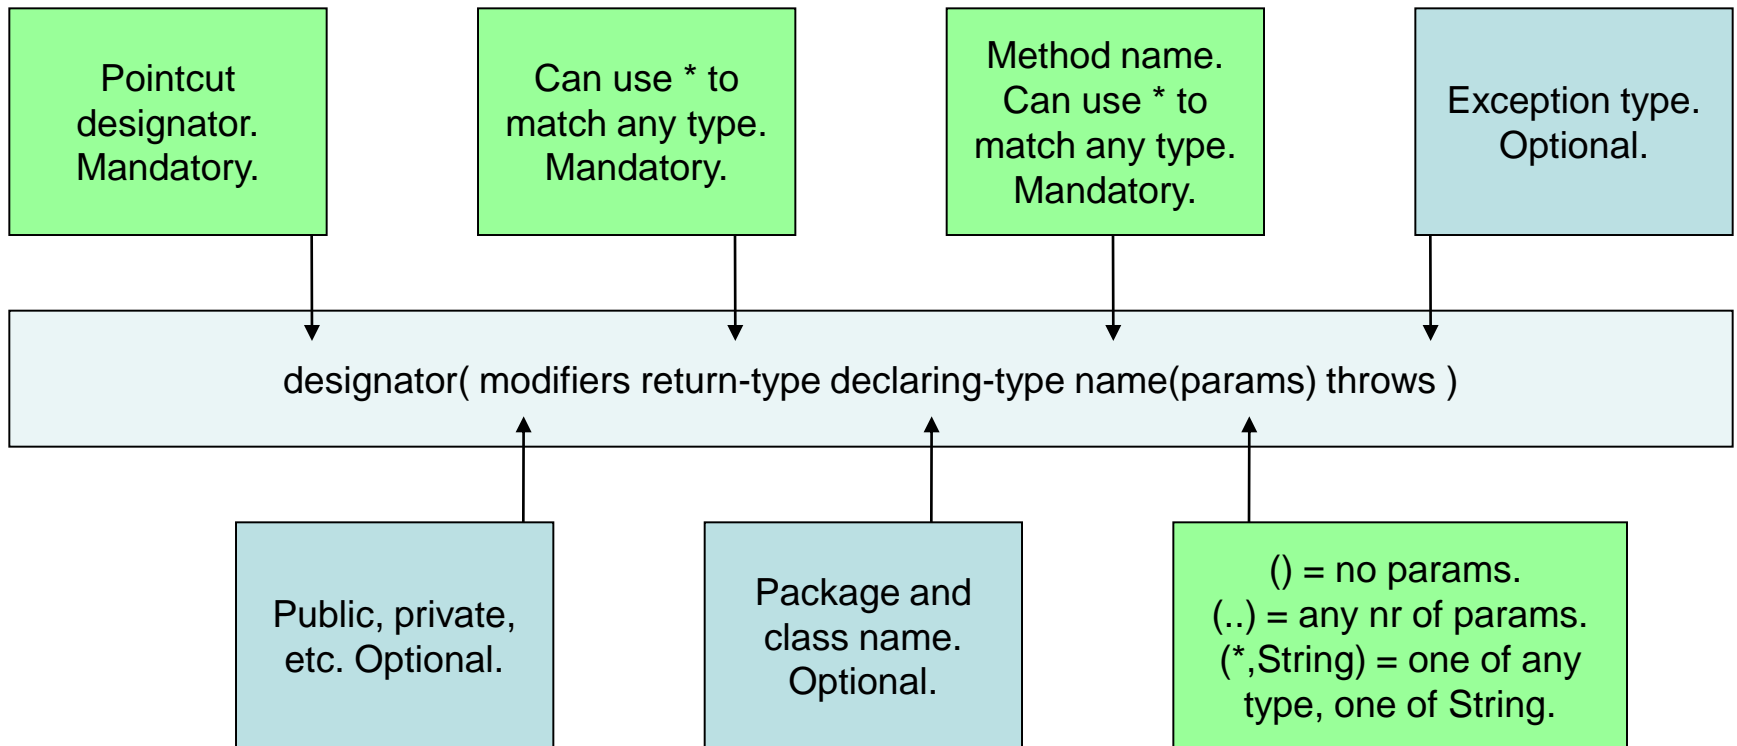 Pointcut
designator.
Mandatory.
Can use * to
match any type.
Mandatory.
Method name.
Can use * to
match any type.
Mandatory.
Exception type.
Optional.
designator( modifiers return-type declaring-type name(params) throws )
Public, private,
etc. Optional.
Package and
class name.
Optional.
() = no params.
(..) = any nr of params.
(*,String) = one of any
type, one of String.